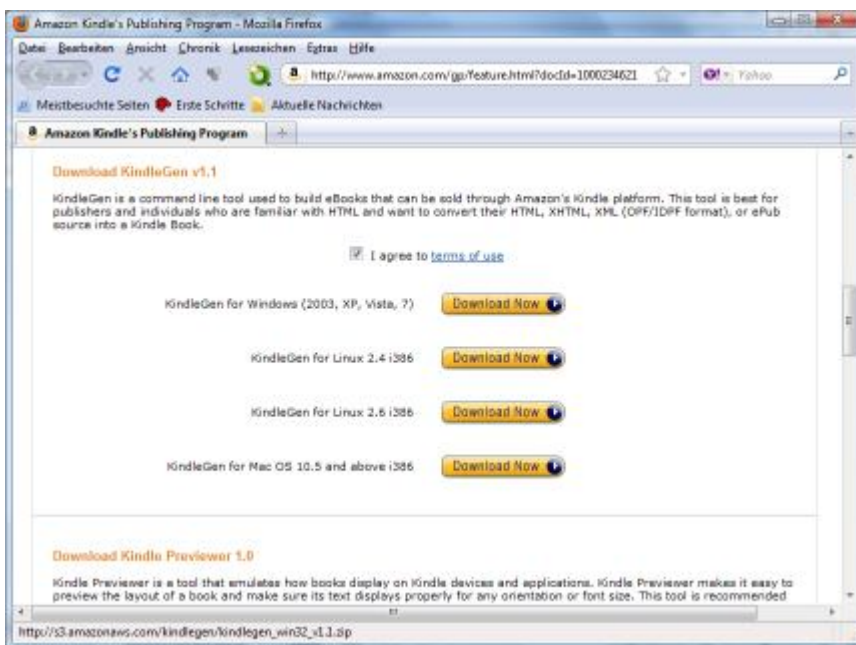 Amazon Kindle's Publishing Program - Mozilla Firefox
Datei Bearbeiten Ansicht Chronik Lesezeichen Extras Hilfe
http://www.amazon.com/gp/feature.html?docId=1000234621 Yahoo
Meistbesuchte Seiten Erste Schritte Aktuelle Nachrichten
Amazon Kindle's Publishing Program
Download KindleGen v1.1
KindleGen is a command line tool used to build eBooks that can be sold through Amazon's Kindle platform. This tool is best for
publishers and individuals who are familiar with HTML and want to convert their HTML, XHTML, XML (OPF/IDPF format), or ePub
source into a Kindle Book.
I agree to terms of use
KindleGen for Windows (2003, XP, Vista, 7) Download Now
KindleGen for Linux 2.4 i386 Download Now
KindleGen for Linux 2.6 i386 Download Now
KindleGen for Mac OS 10.5 and above i386 Download Now
Download Kindle Previewer 1.0
Kindle Previewer is a tool that emulates how books display on Kindle devices and applications. Kindle Previewer makes it easy to
preview the layout of a book and make sure its text displays properly for any orientation or font size. This tool is recommended
http://s3.amazonaws.com/kindlegen/kindlegen_win32_v1.1.zip